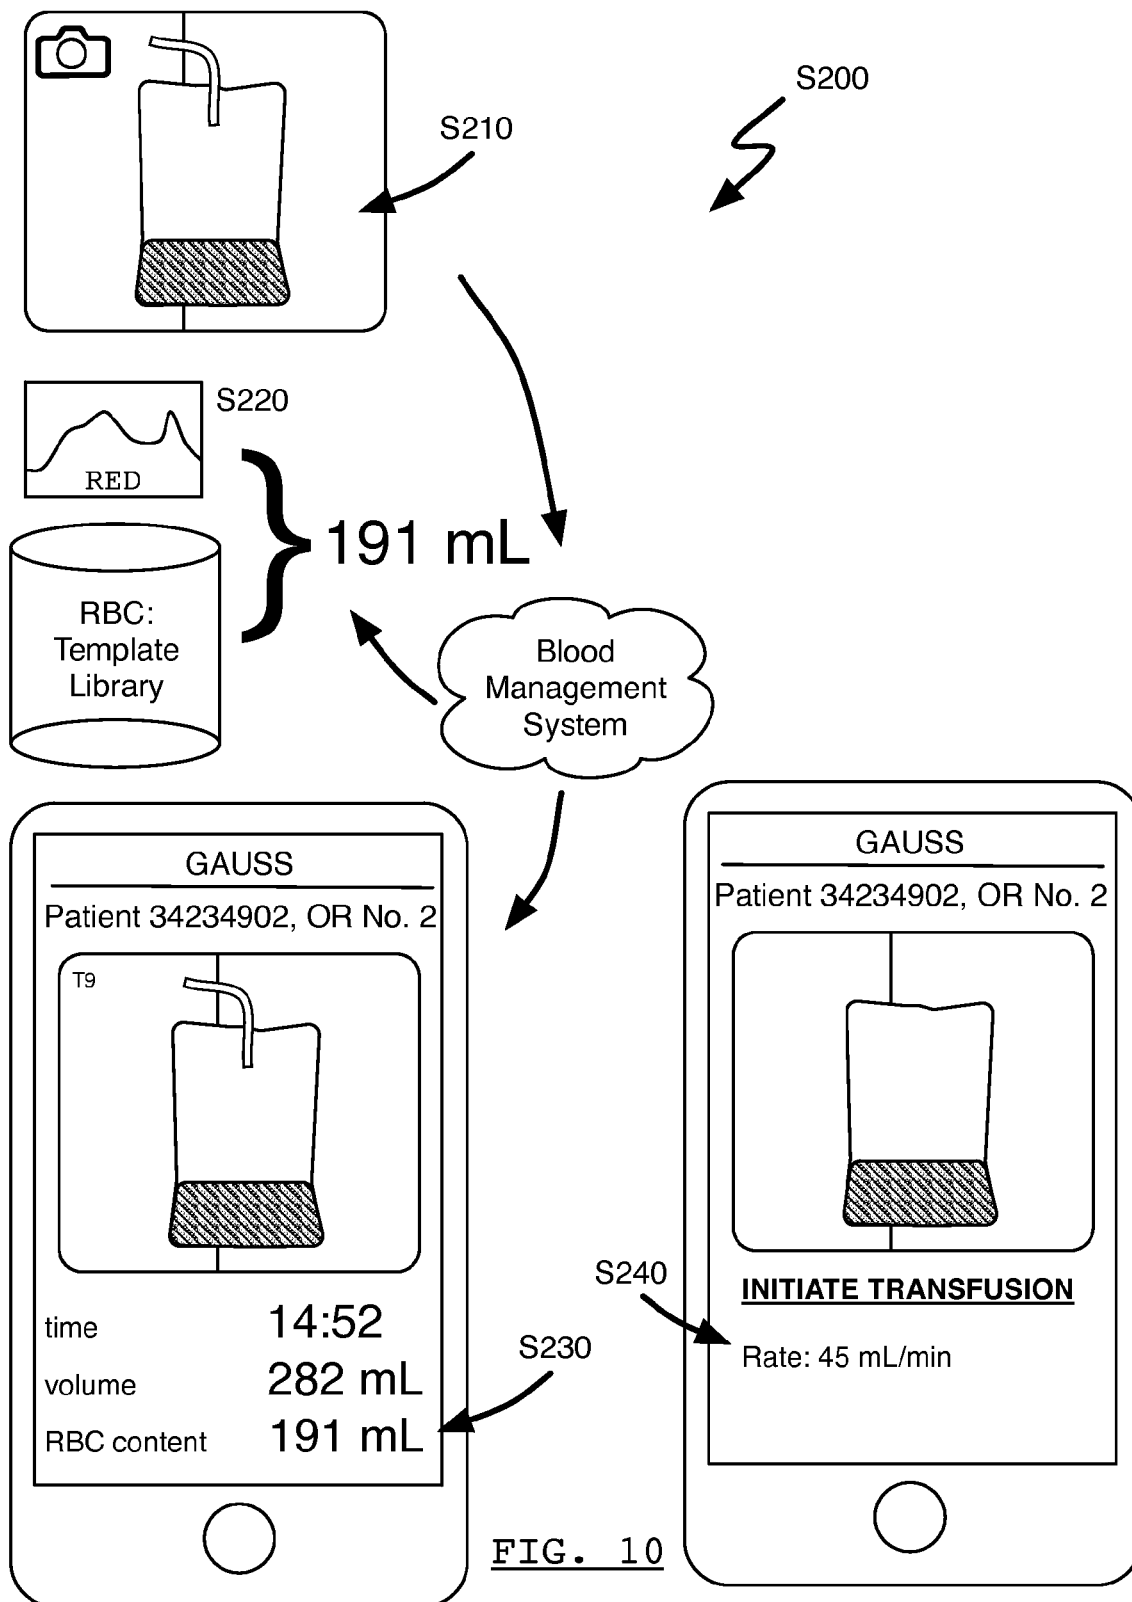 S200
S210
S220
RED
191 mL
RBC:
Template
Library
Blood
Management
System
GAUSS
Patient 34234902, OR No. 2
T9
time 14:52
volume 282 mL
RBC content 191 mL
S230
GAUSS
Patient 34234902, OR No. 2
S240
INITIATE TRANSFUSION
Rate: 45 mL/min
FIG. 10